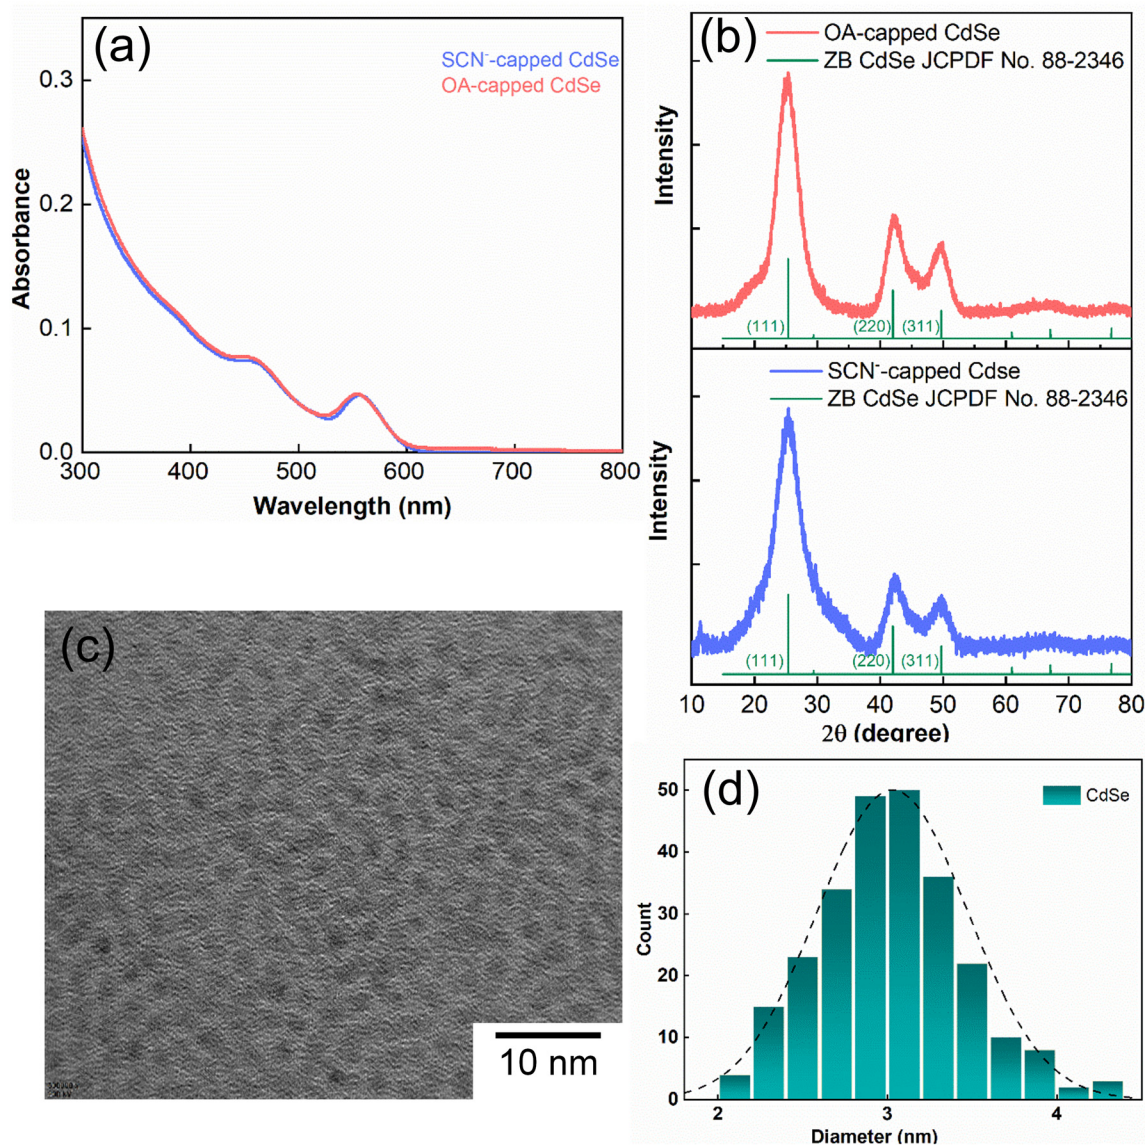 (a)
SCN⁻-capped CdSe
OA-capped CdSe
0.3
0.2
0.1
0.0
Absorbance
300 400 500 600 700 800
Wavelength (nm)
(b)
OA-capped CdSe
ZB CdSe JCPDF No. 88-2346
Intensity
(111) (220) (311)
SCN⁻-capped Cdse
ZB CdSe JCPDF No. 88-2346
Intensity
(111) (220) (311)
10 20 30 40 50 60 70 80
2θ (degree)
(c)
10 nm
(d)
CdSe
50
40
30
20
10
0
Count
2 3 4
Diameter (nm)